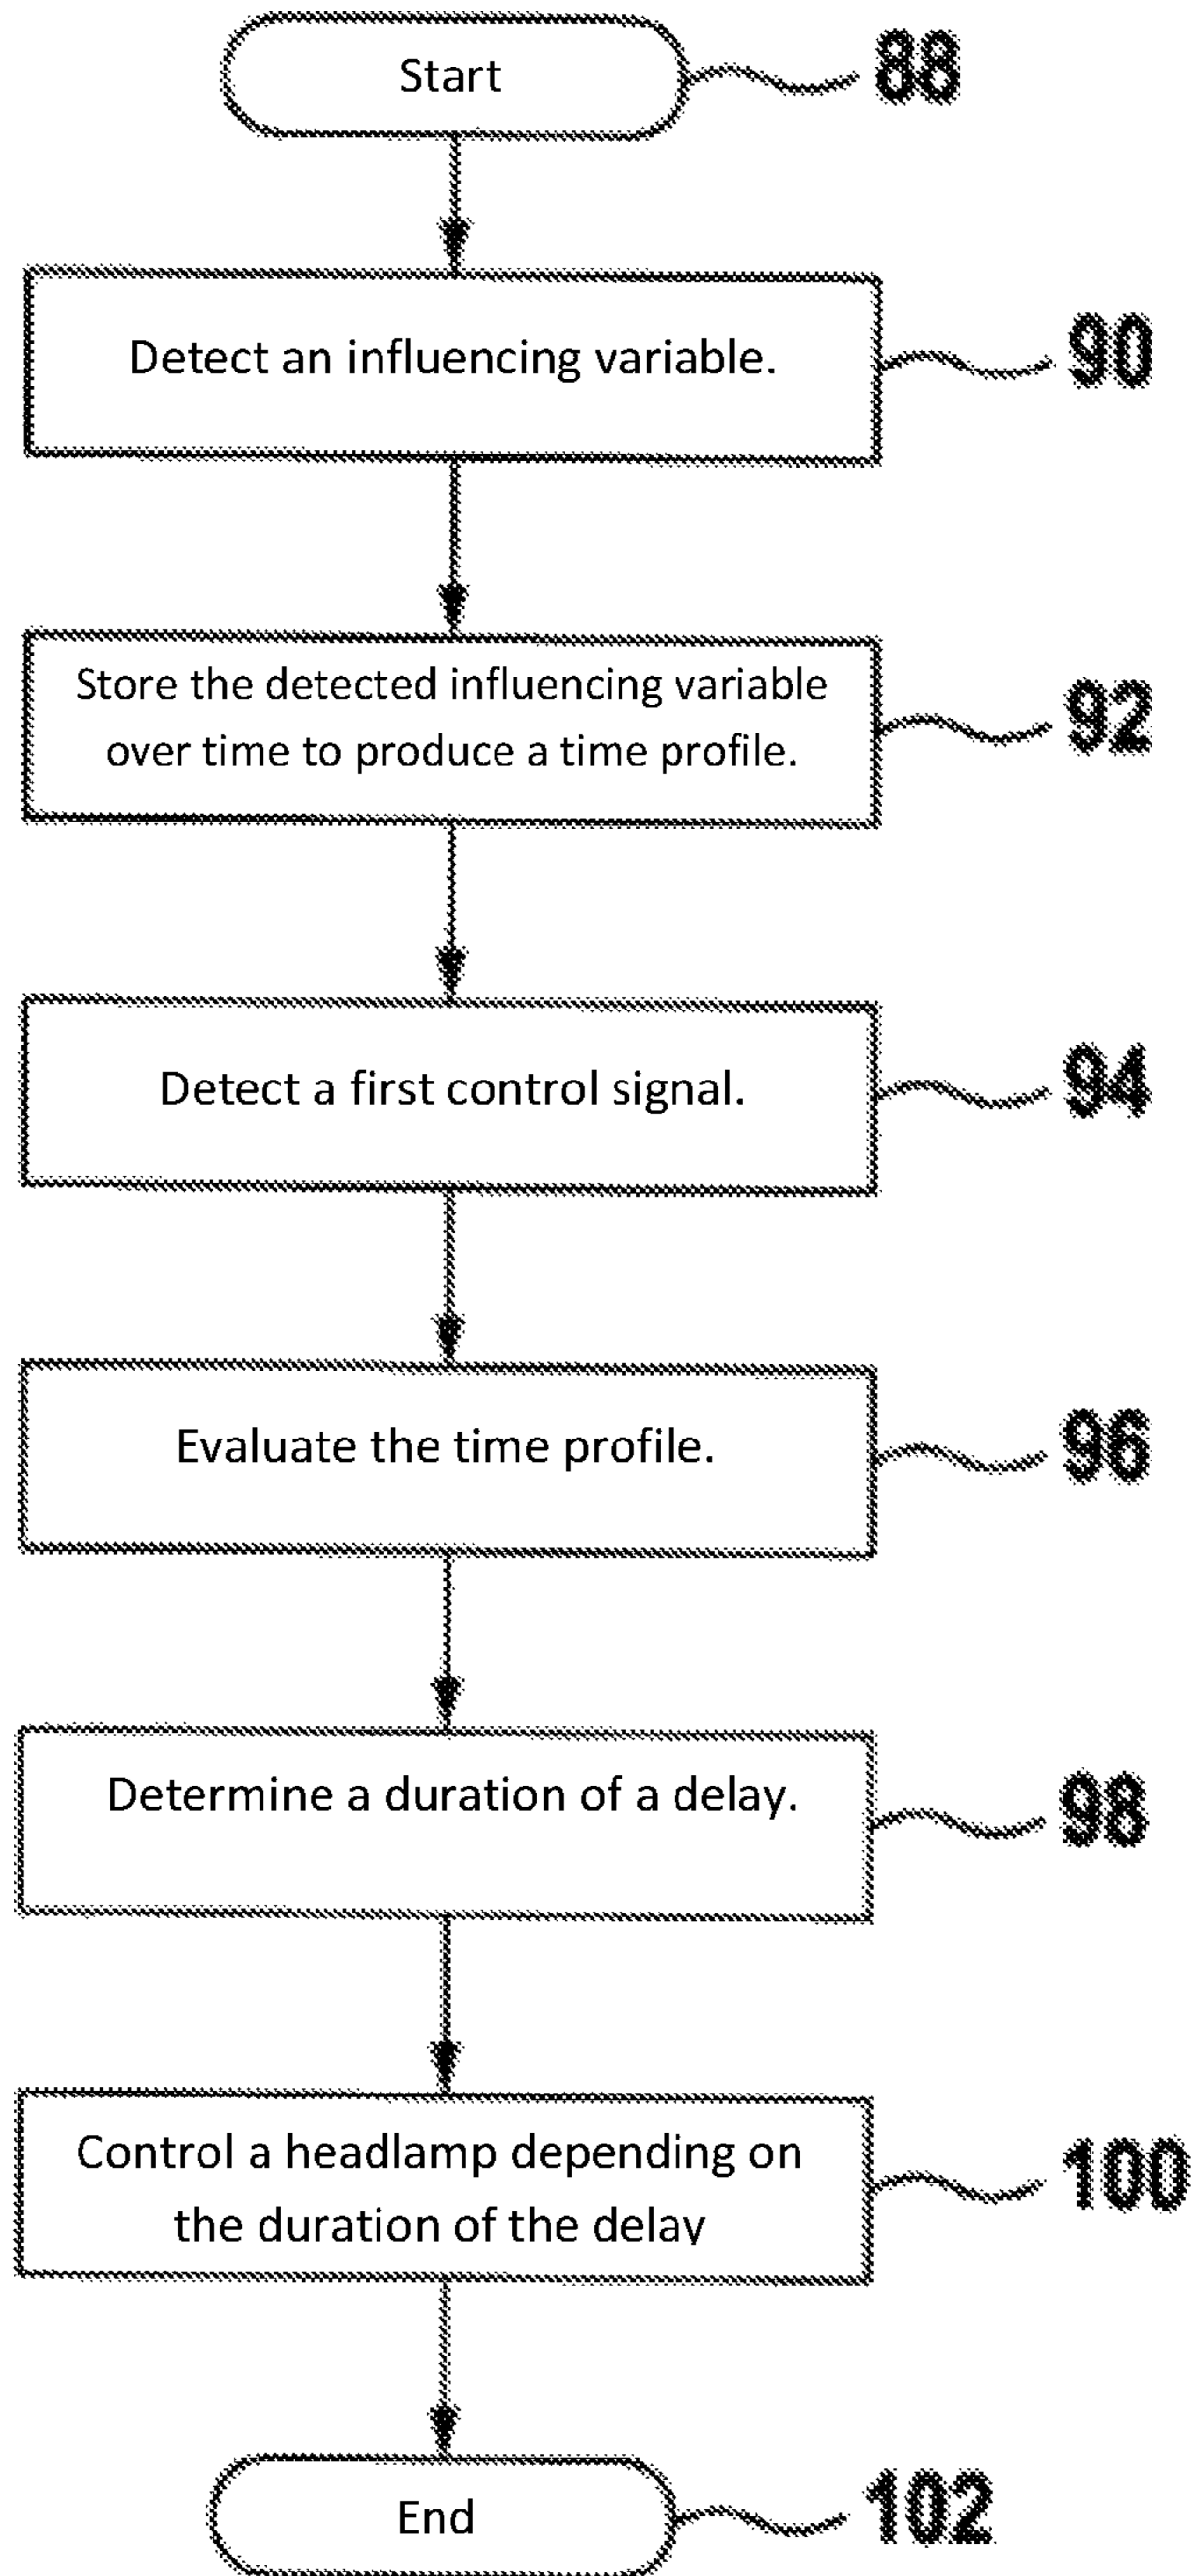 Start
88
Detect an influencing variable.
90
Store the detected influencing variable
over time to produce a time profile.
92
Detect a first control signal.
94
Evaluate the time profile.
96
Determine a duration of a delay.
98
Control a headlamp depending on
the duration of the delay
100
End
102